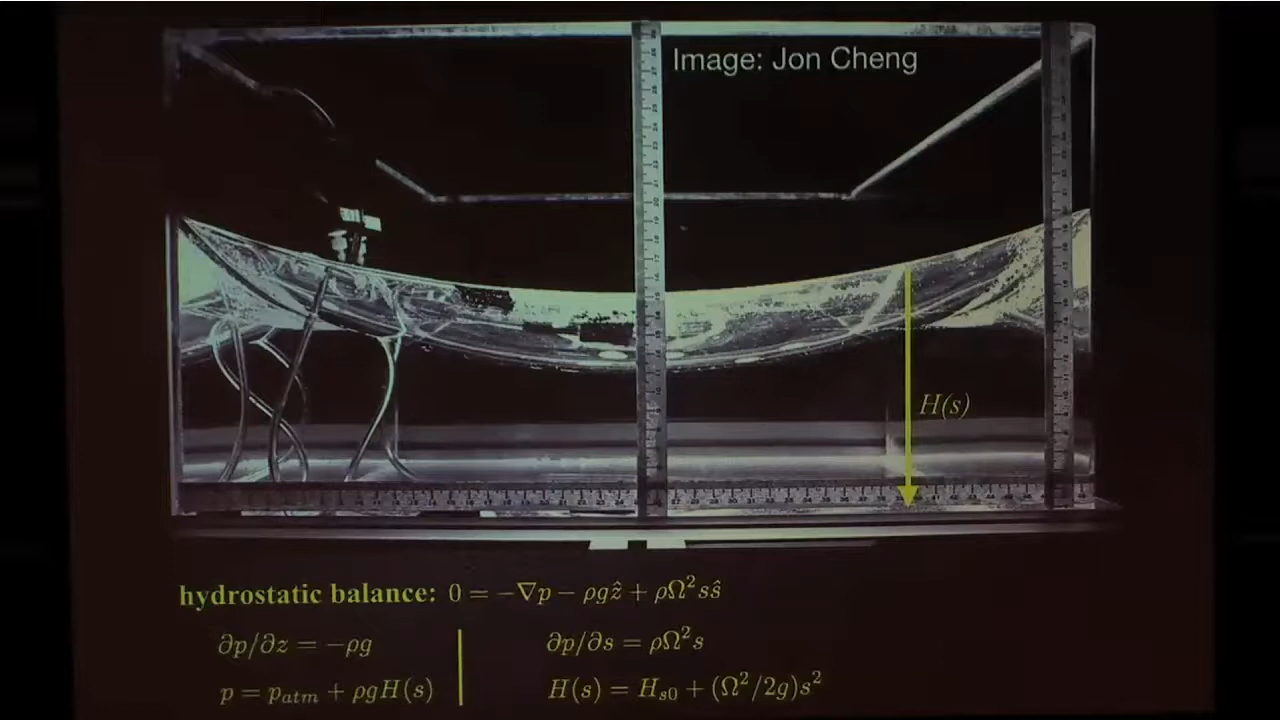 Image: Jon Cheng
H(s)
hydrostatic balance: 0 = −∇p − ρgẑ + ρΩ²sŝ
∂p/∂z = −ρg
∂p/∂s = ρΩ²s
p = p_atm + ρgH(s)
H(s) = H_s0 + (Ω²/2g)s²